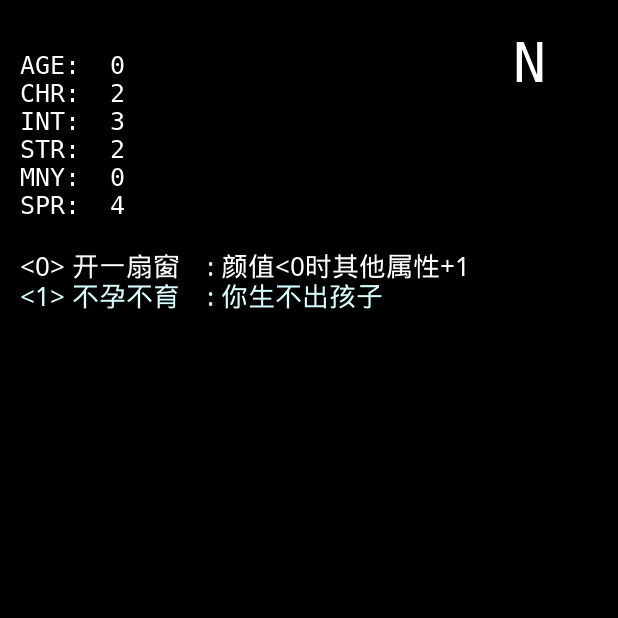 N
AGE: 0
CHR: 2
INT: 3
STR: 2
MNY: 0
SPR: 4
<0> 开一扇窗 : 颜值<0时其他属性+1
<1> 不孕不育 : 你生不出孩子